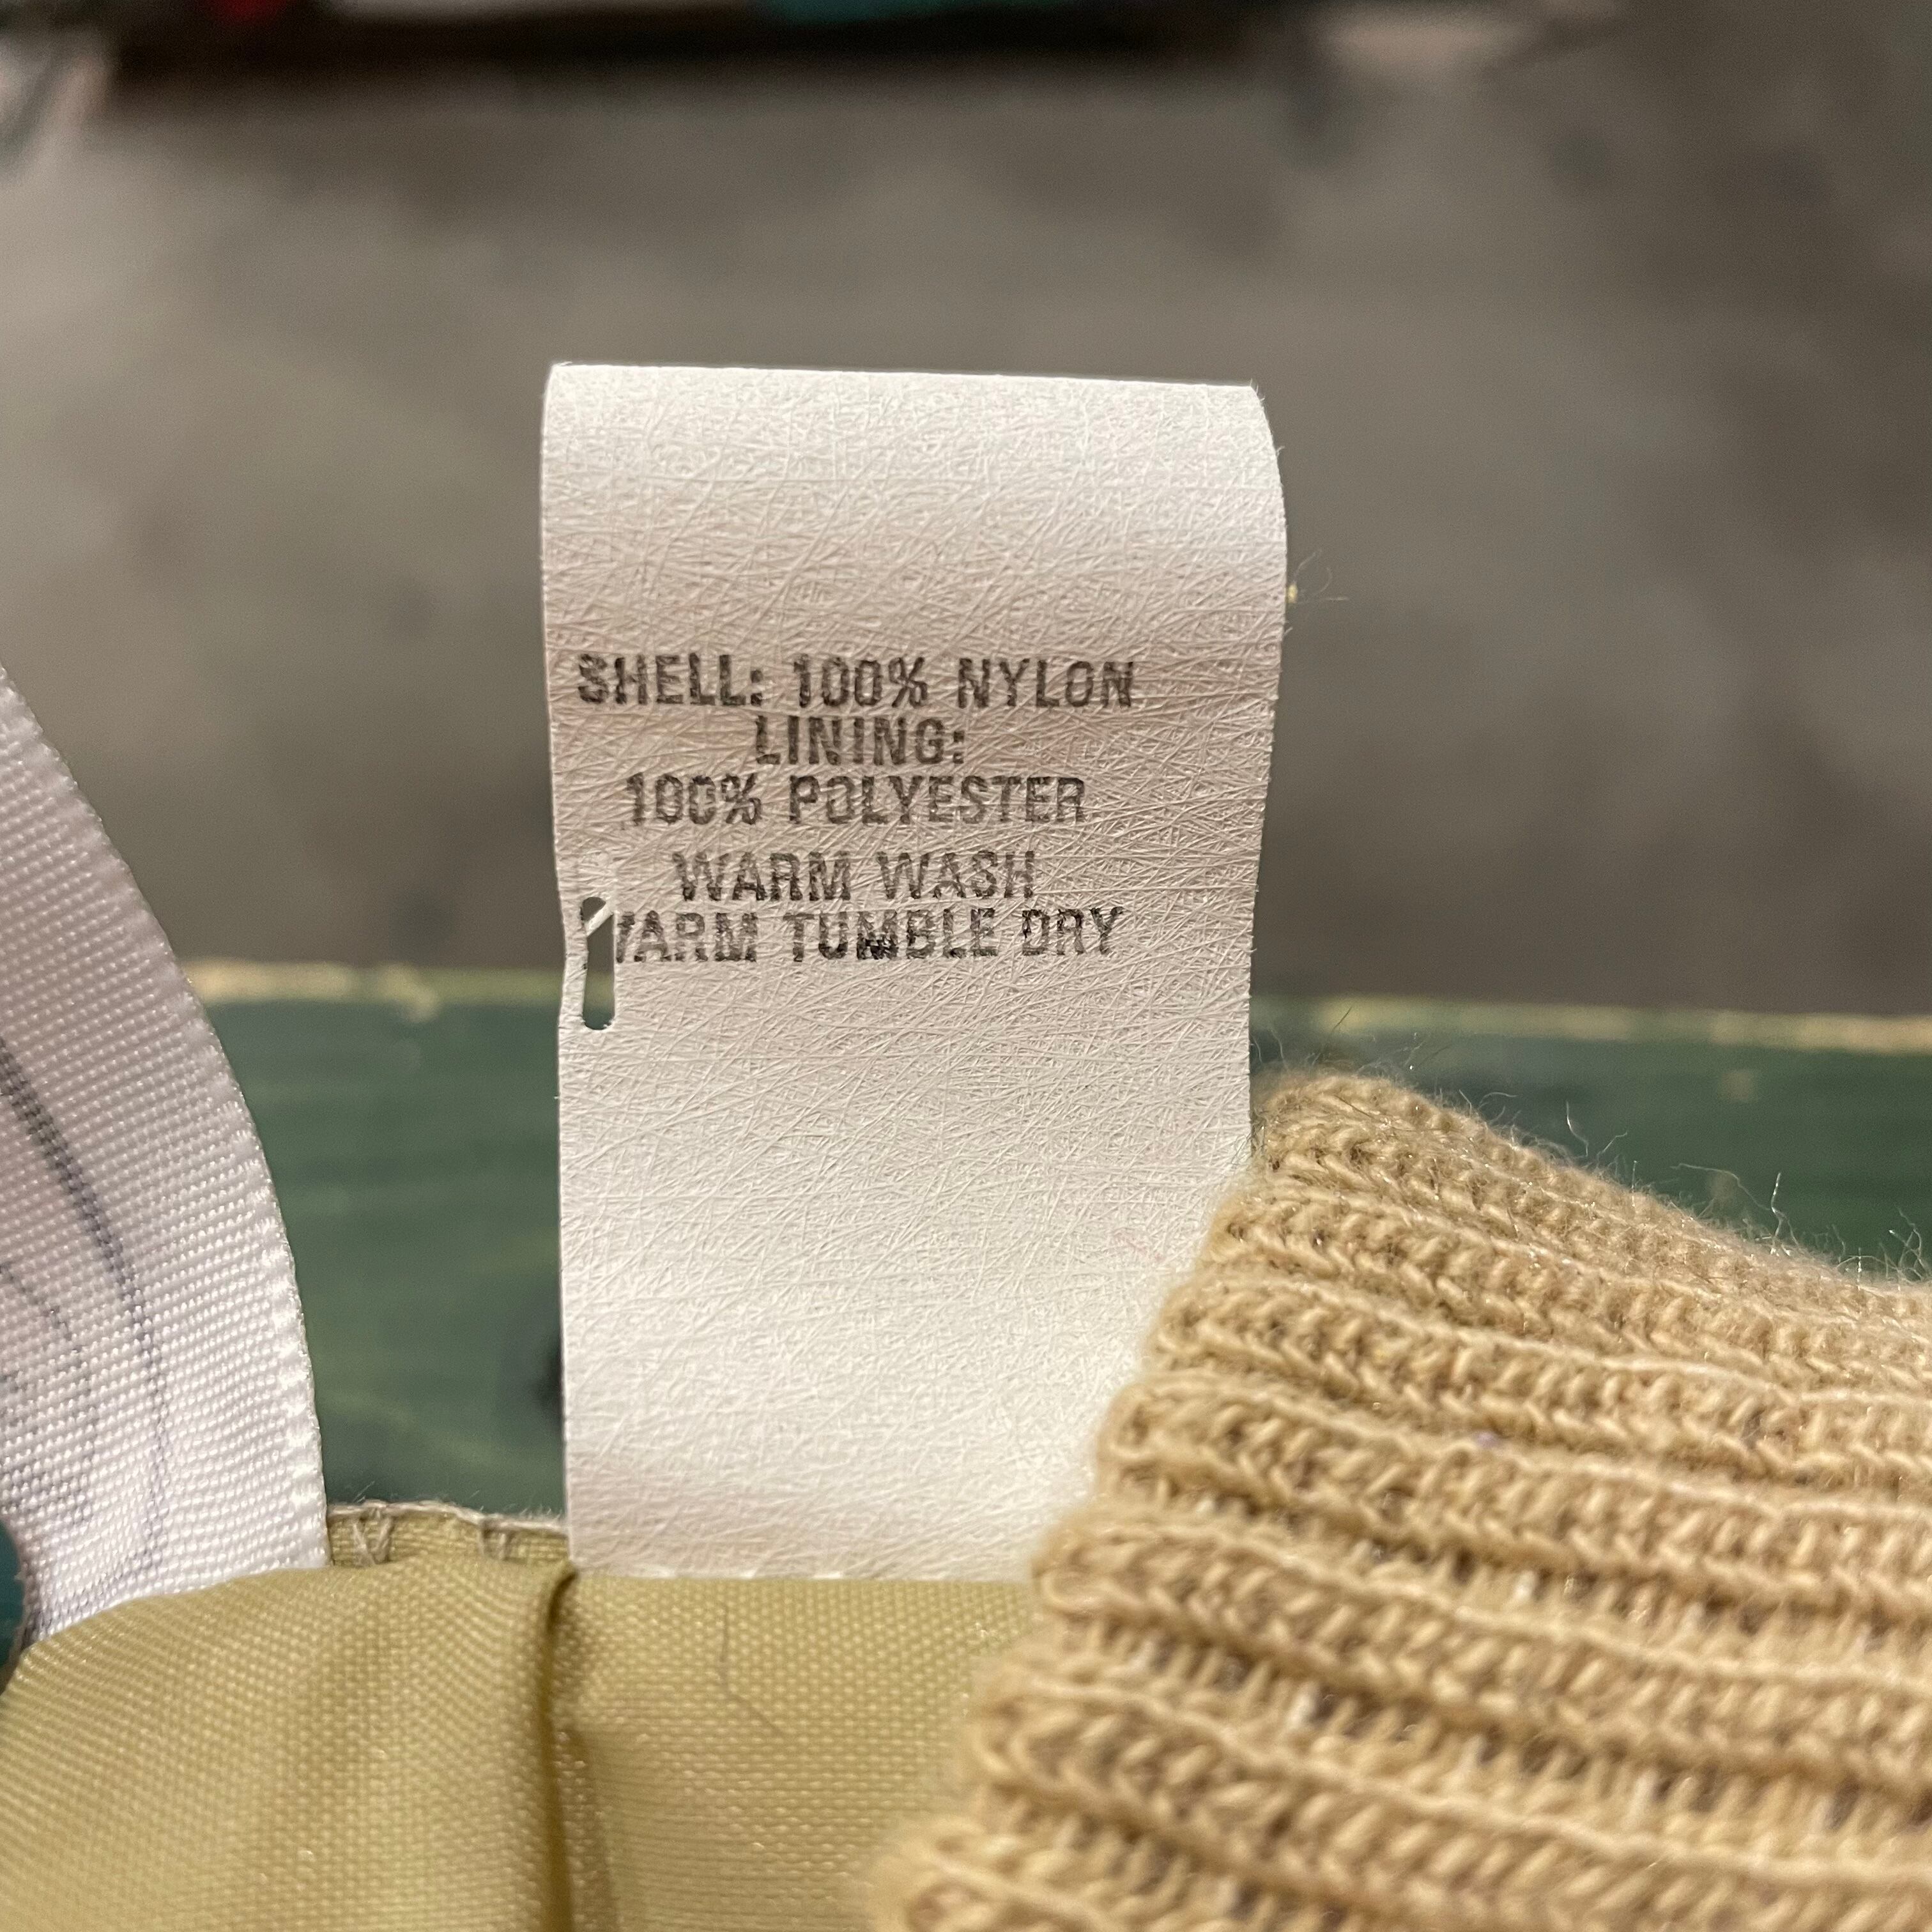 SHELL: 100% NYLON
LINING:
100% POLYESTER
WARM WASH
WARM TUMBLE DRY